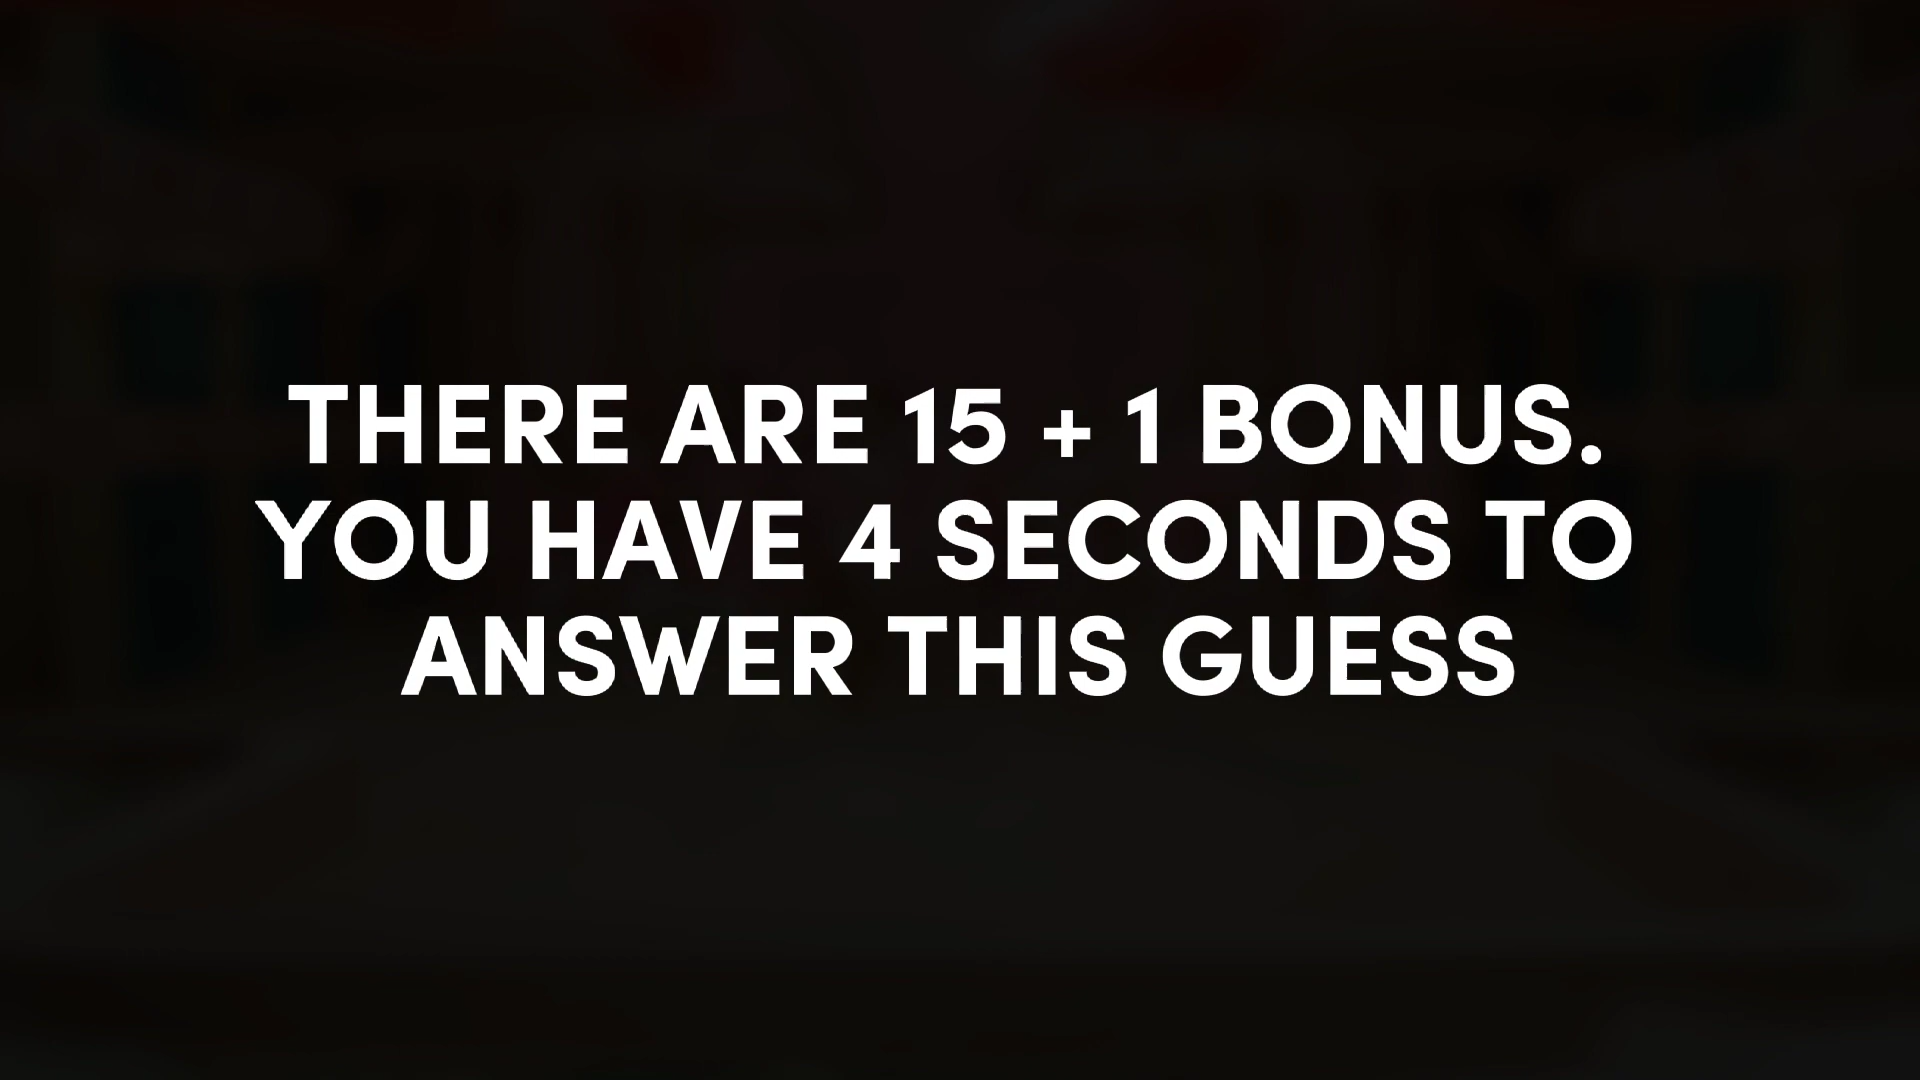 THERE ARE 15 + 1 BONUS.
YOU HAVE 4 SECONDS TO
ANSWER THIS GUESS